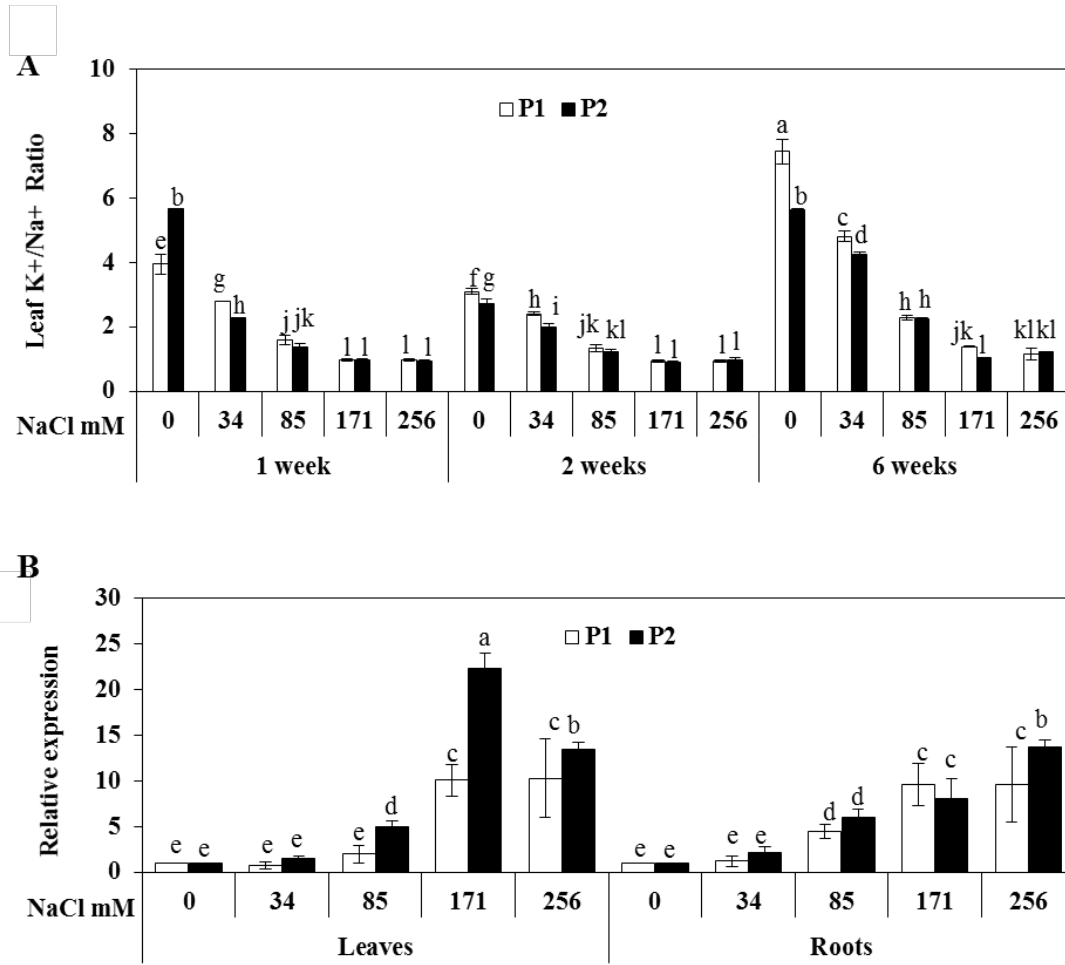 A
10
8
6
4
2
0
Leaf K+/Na+ Ratio
P1 P2
e b g h j jk l l l l f g h i jk kl l l l l a b c d h h jk l kl kl
NaCl mM 0 34 85 171 256 0 34 85 171 256 0 34 85 171 256
1 week 2 weeks 6 weeks
B
30
25
20
15
10
5
0
Relative expression
P1 P2
e e e e e d c a c b e e e e d d c c c b
NaCl mM 0 34 85 171 256 0 34 85 171 256
Leaves Roots